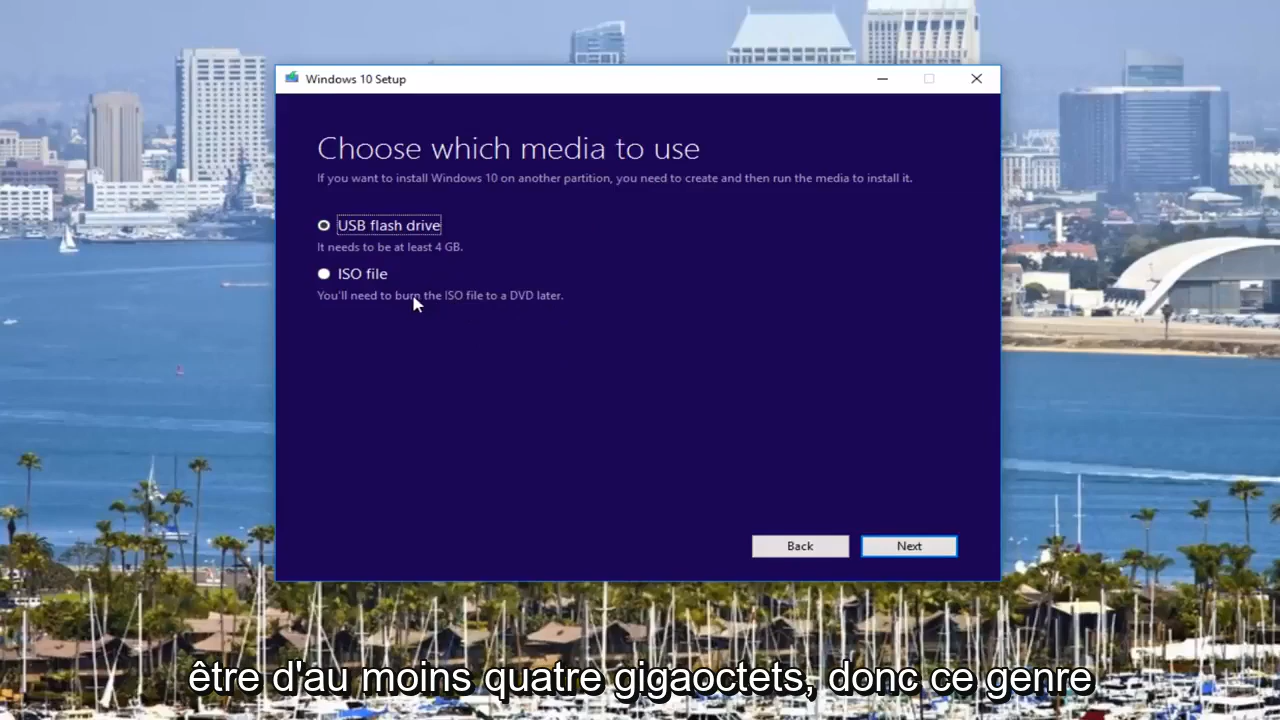 Windows 10 Setup
Choose which media to use
If you want to install Windows 10 on another partition, you need to create and then run the media to install it.
USB flash drive
It needs to be at least 4 GB.
ISO file
You'll need to burn the ISO file to a DVD later.
Back
Next
être d'au moins quatre gigaoctets, donc ce genre